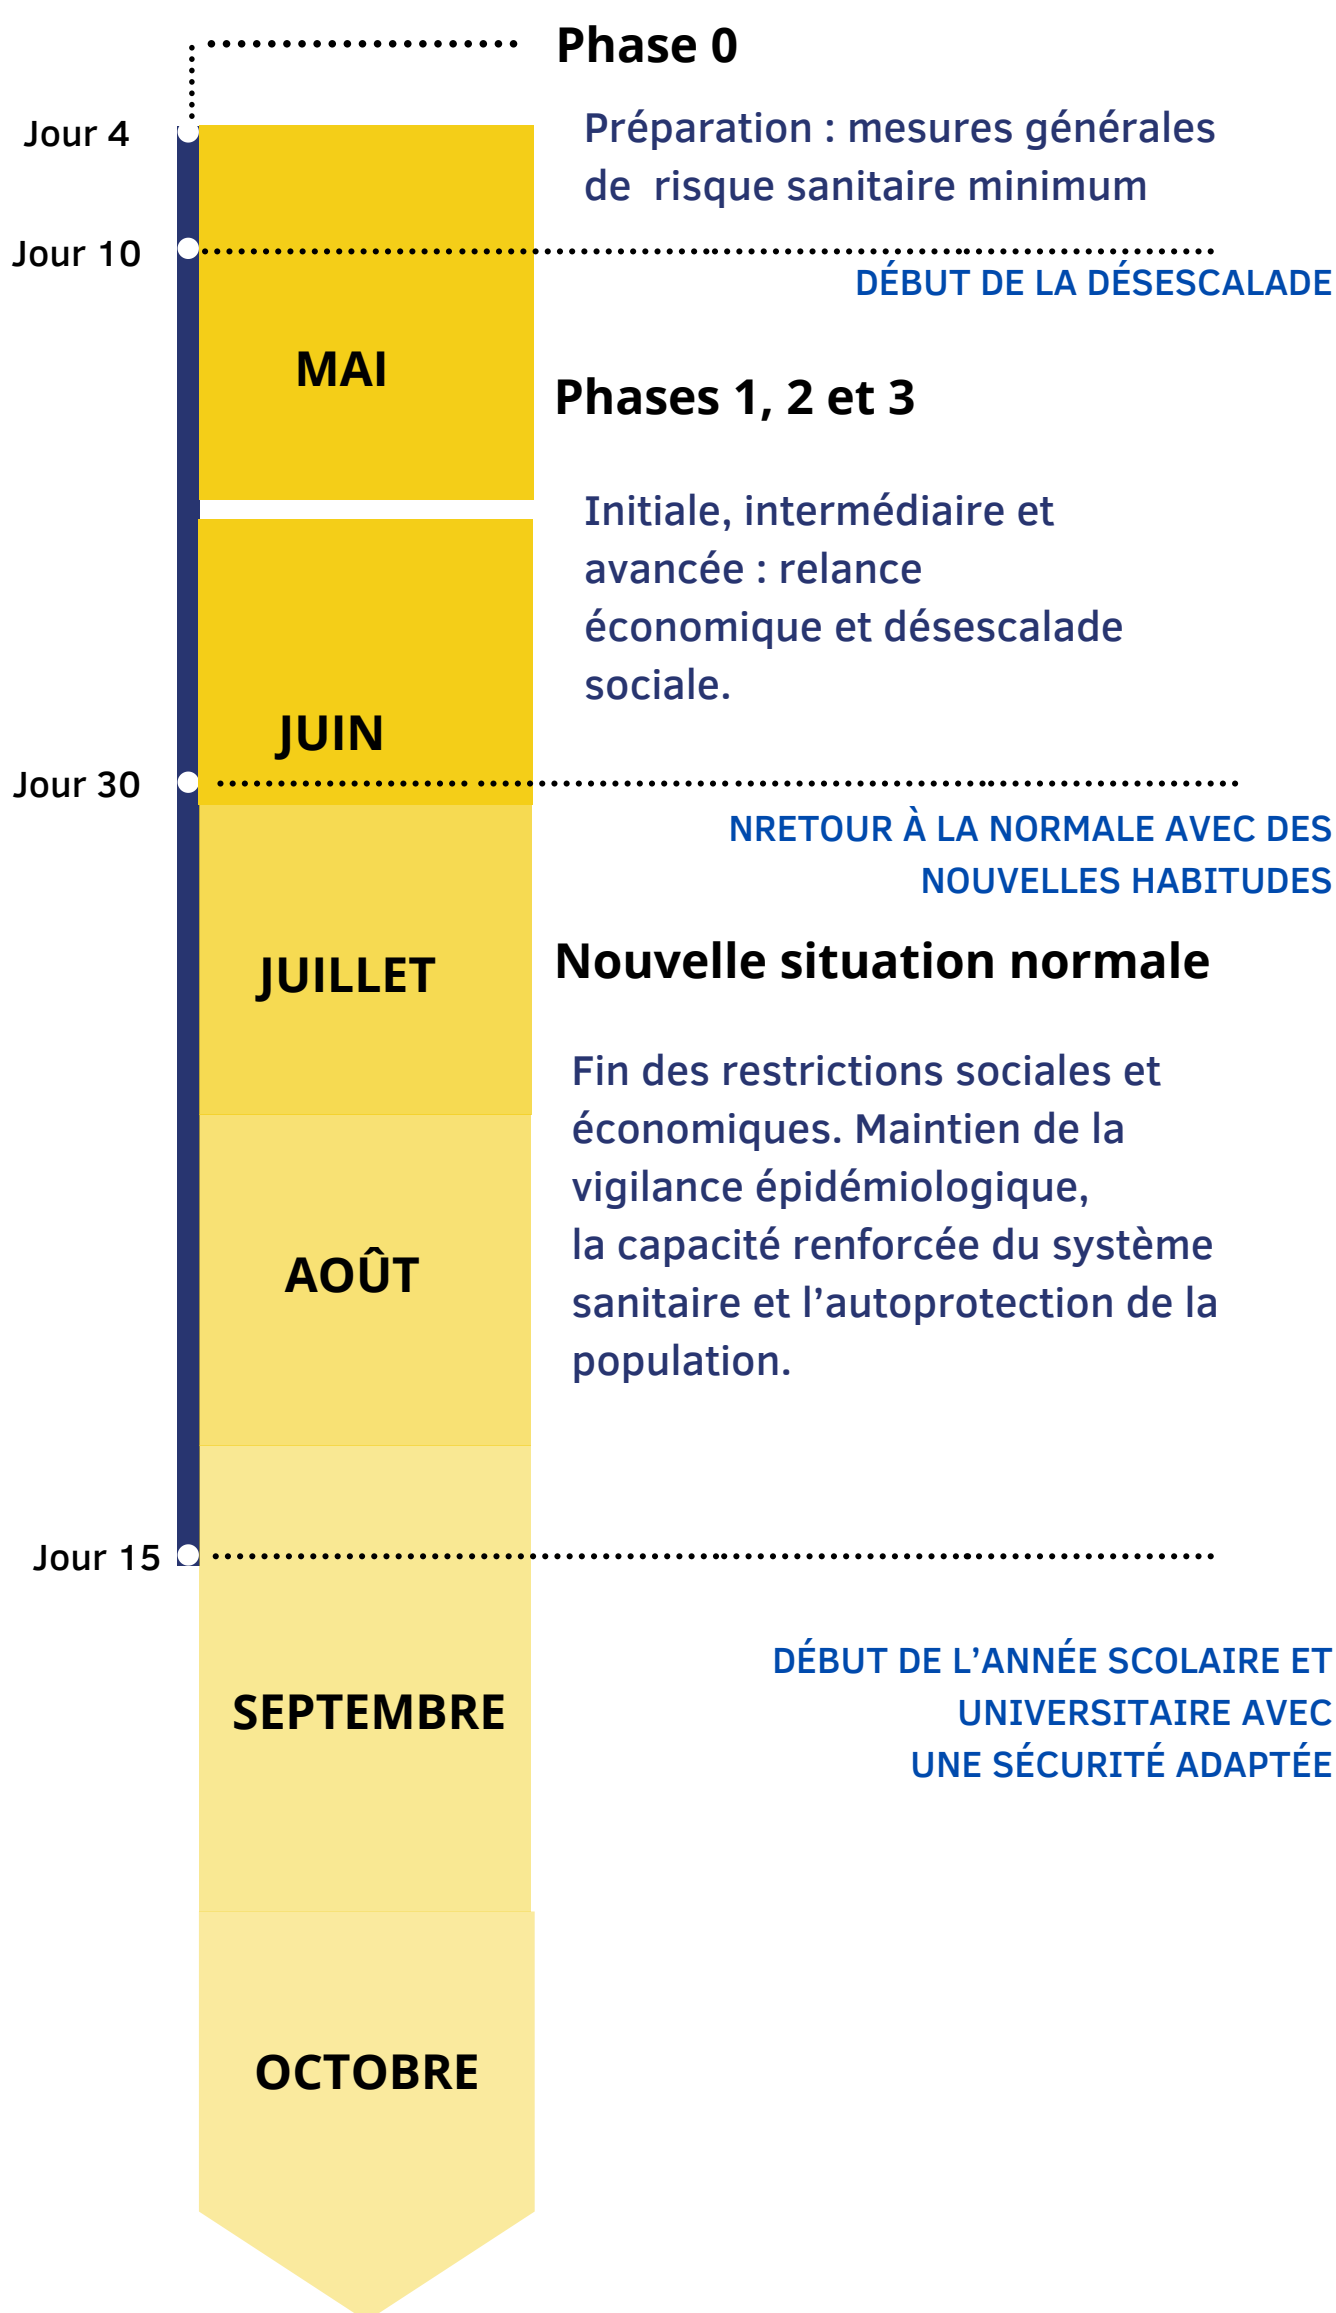 Phase 0
Jour 4
Préparation : mesures générales
de risque sanitaire minimum
Jour 10
DÉBUT DE LA DÉSESCALADE
MAI
Phases 1, 2 et 3
Initiale, intermédiaire et
avancée : relance
économique et désescalade
sociale.
JUIN
Jour 30
NRETOUR À LA NORMALE AVEC DES
NOUVELLES HABITUDES
JUILLET
Nouvelle situation normale
Fin des restrictions sociales et
économiques. Maintien de la
vigilance épidémiologique,
la capacité renforcée du système
sanitaire et l’autoprotection de la
population.
AOÛT
Jour 15
DÉBUT DE L’ANNÉE SCOLAIRE ET
UNIVERSITAIRE AVEC
UNE SÉCURITÉ ADAPTÉE
SEPTEMBRE
OCTOBRE